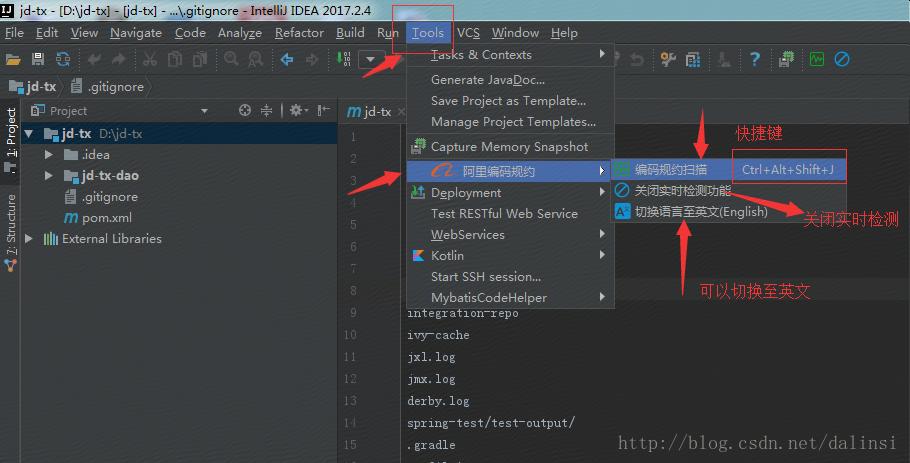 jd-tx - [D:\jd-tx] - [jd-tx] - ...\.gitignore - IntelliJ IDEA 2017.2.4
File Edit View Navigate Code Analyze Refactor Build Run Tools VCS Window Help
jd-tx .gitignore
Project
jd-tx
1: Project
7: Structure
jd-tx D:\jd-tx
.idea
jd-tx-dao
.gitignore
pom.xml
External Libraries
Tasks & Contexts
Generate JavaDoc...
Save Project as Template...
Manage Project Templates...
Capture Memory Snapshot
阿里编码规约
Deployment
Test RESTful Web Service
WebServices
Kotlin
Start SSH session...
MybatisCodeHelper
快捷键
编码规约扫描 Ctrl+Alt+Shift+J
关闭实时检测功能
切换语言至英文(English)
关闭实时检测
可以切换至英文
1
2
3
4
5
6
7
8
9 integration-repo
10 ivy-cache
11 jxl.log
12 jmx.log
13 derby.log
14 spring-test/test-output/
15 .gradle
http://blog.csdn.net/dalinsi